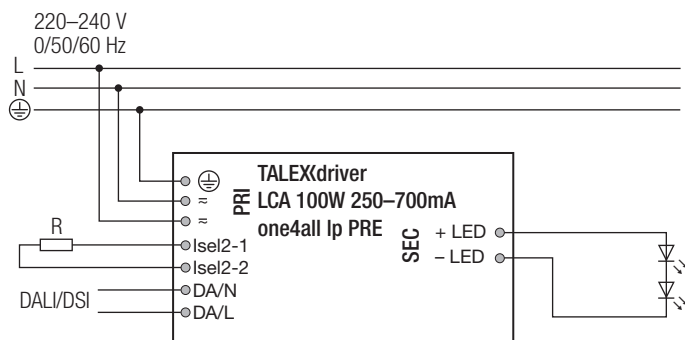 220–240 V
0/50/60 Hz
L
N
TALEXXdriver
LCA 100W 250–700mA
one4all lp PRE
PRI
≂
≂
SEC
+ LED
– LED
R
Isel2-1
Isel2-2
DALI/DSI
DA/N
DA/L